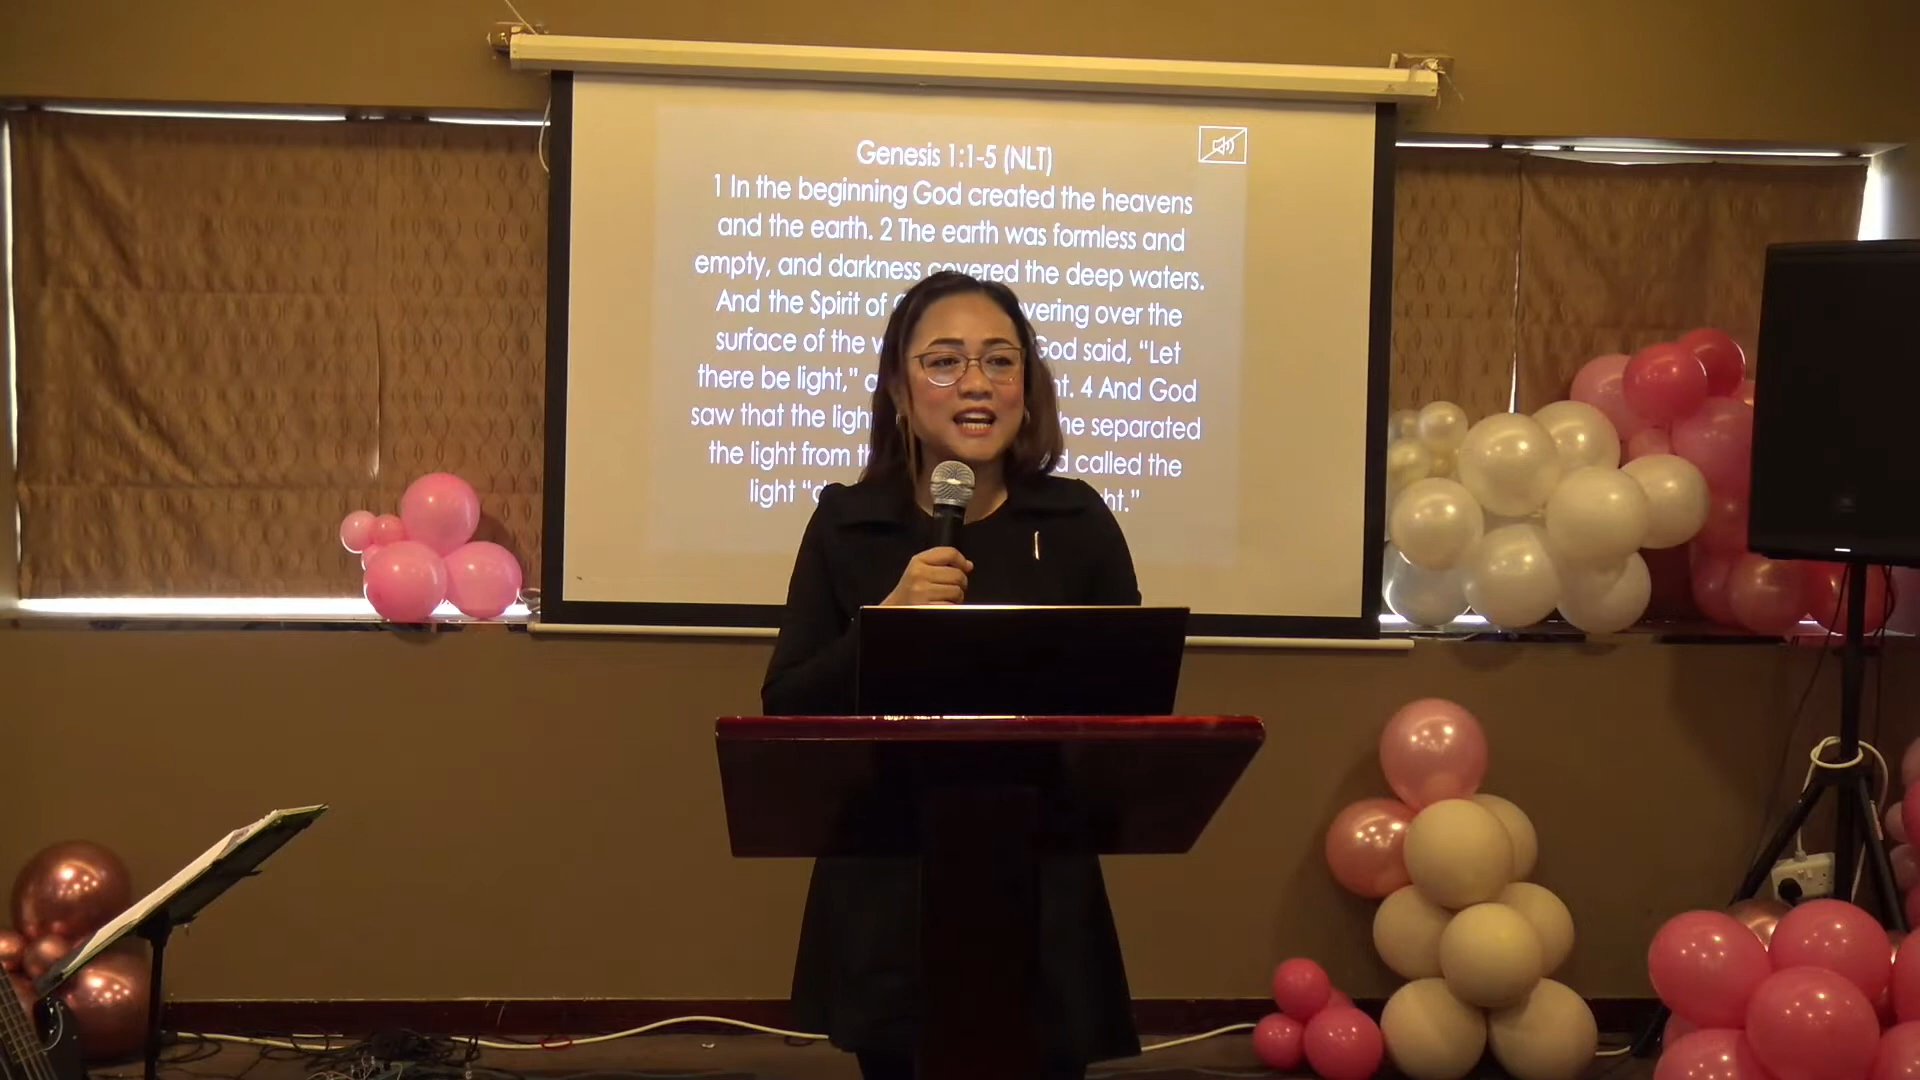 Genesis 1:1-5 (NLT)
1 In the beginning God created the heavens
and the earth. 2 The earth was formless and
empty, and darkness covered the deep waters.
And the Spirit of vering over the
surface of the God said, “Let
there be light,” 4 And God
saw that the light he separated
the light from called the
light